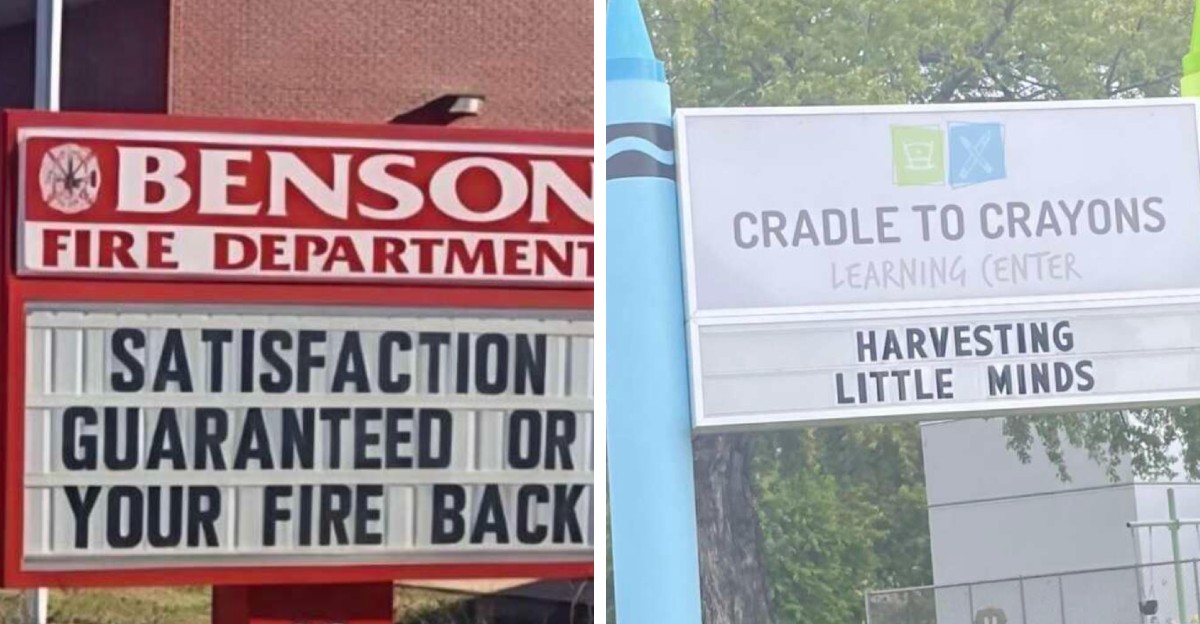 BENSON
FIRE DEPARTMENT
SATISFACTION
GUARANTEED OR
YOUR FIRE BACK
CRADLE TO CRAYONS
LEARNING CENTER
HARVESTING
LITTLE MINDS